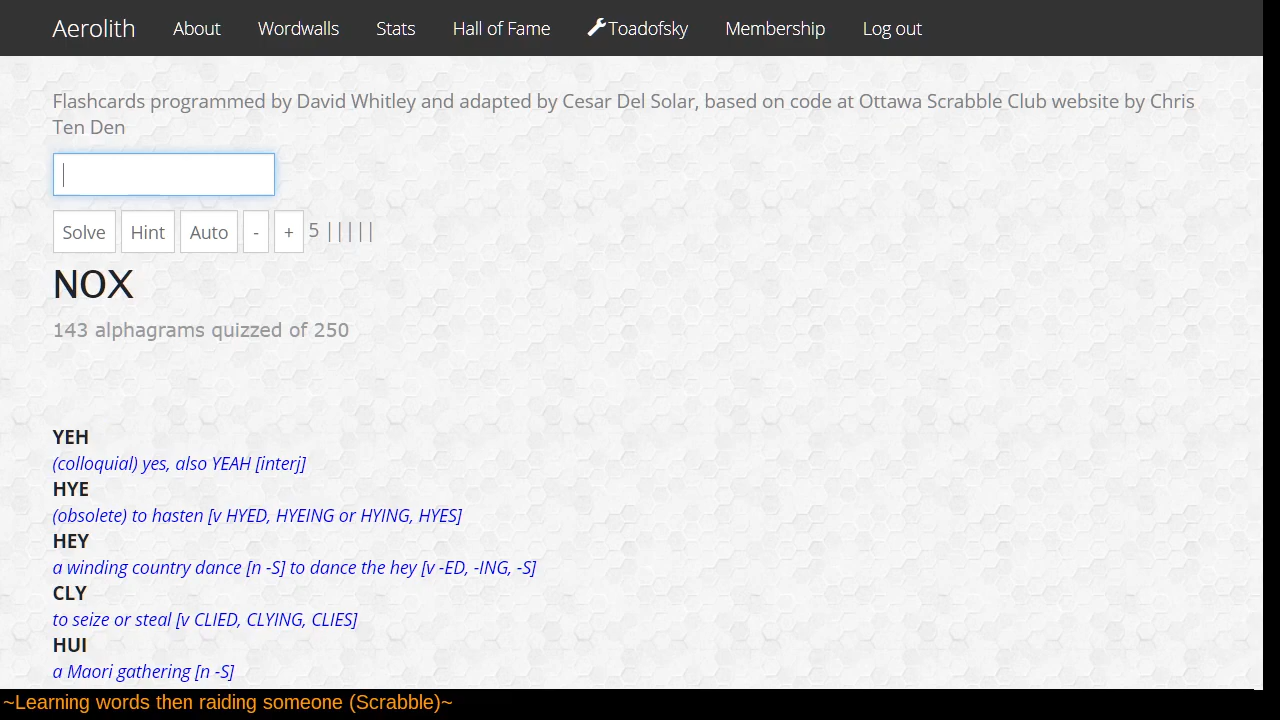 Aerolith About Wordwalls Stats Hall of Fame Toadofsky Membership Log out
Flashcards programmed by David Whitley and adapted by Cesar Del Solar, based on code at Ottawa Scrabble Club website by Chris
Ten Den
Solve Hint Auto - + 5 |||||
NOX
143 alphagrams quizzed of 250
YEH
(colloquial) yes, also YEAH [interj]
HYE
(obsolete) to hasten [v HYED, HYEING or HYING, HYES]
HEY
a winding country dance [n -S] to dance the hey [v -ED, -ING, -S]
CLY
to seize or steal [v CLIED, CLYING, CLIES]
HUI
a Maori gathering [n -S]
~Learning words then raiding someone (Scrabble)~